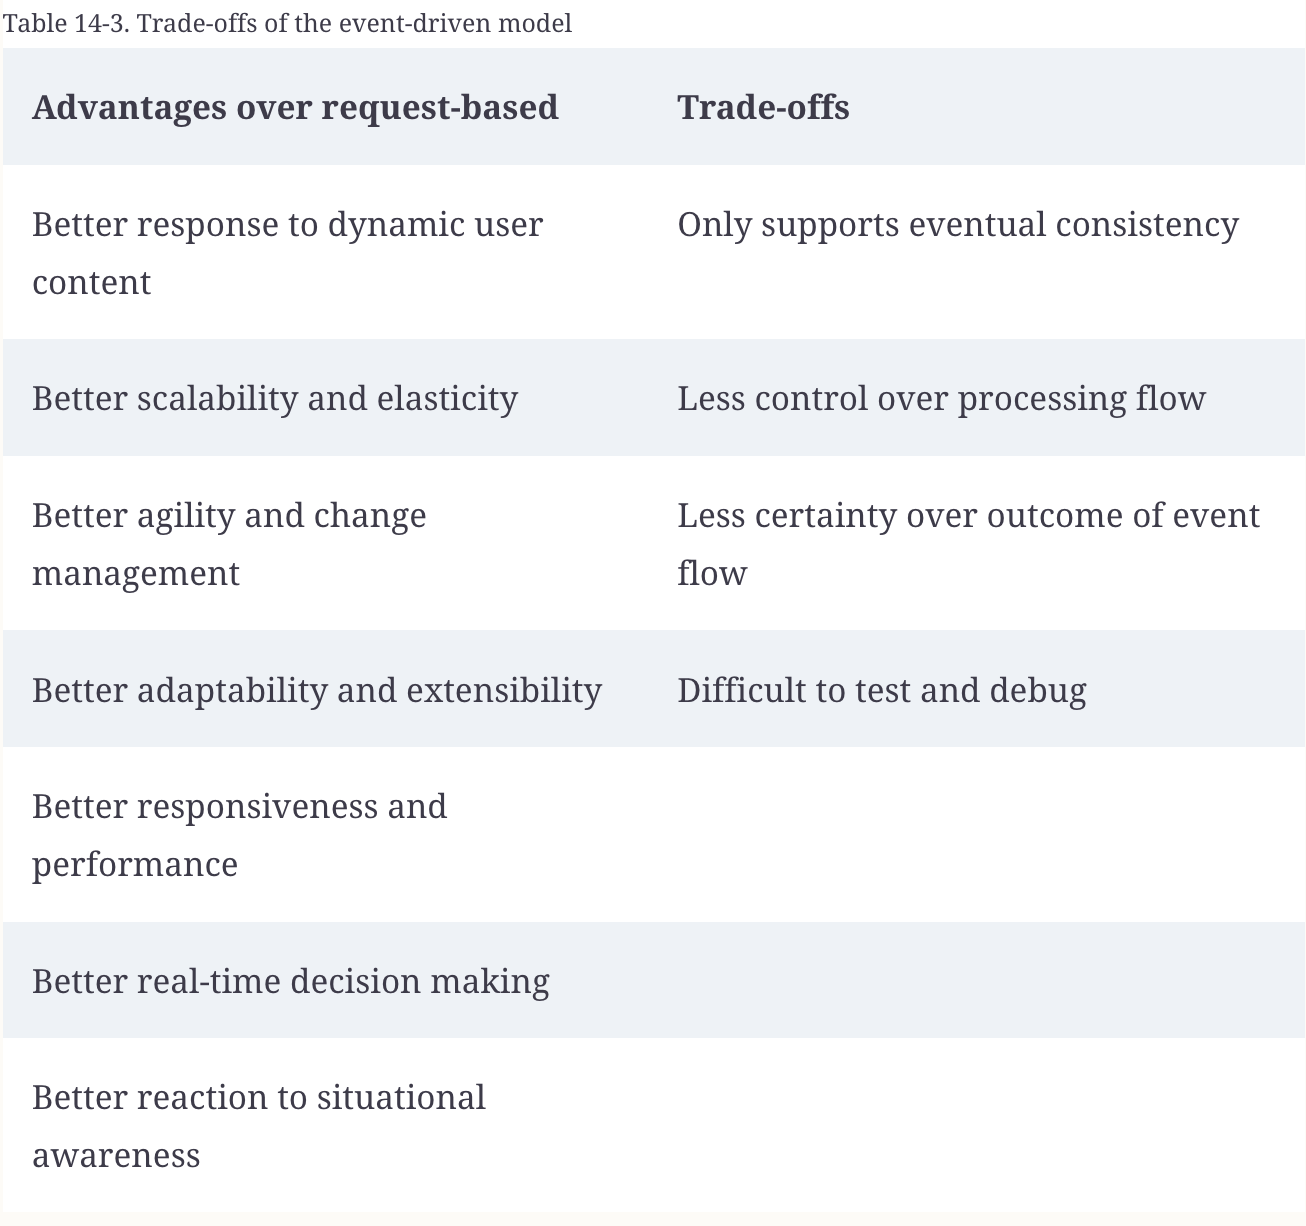 Table 14-3. Trade-offs of the event-driven model
Advantages over request-based
Trade-offs
Better response to dynamic user
content
Only supports eventual consistency
Better scalability and elasticity
Less control over processing flow
Better agility and change
management
Less certainty over outcome of event
flow
Better adaptability and extensibility
Difficult to test and debug
Better responsiveness and
performance
Better real-time decision making
Better reaction to situational
awareness